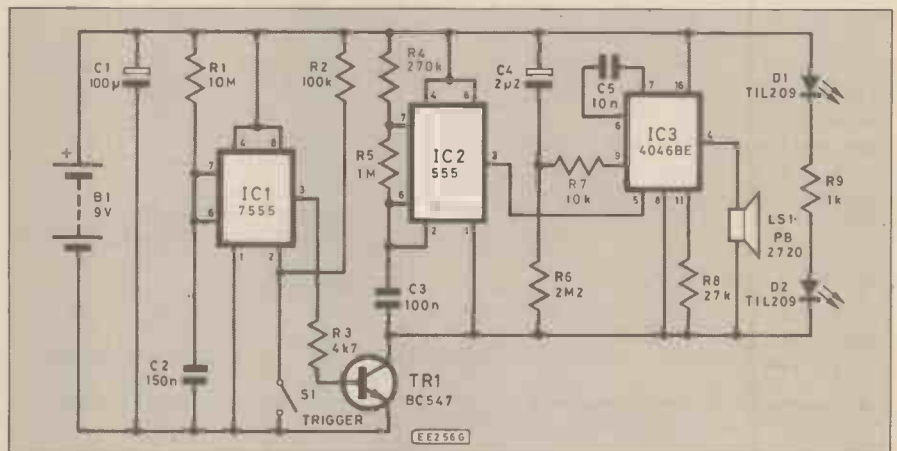 C1
100µ
R1
10M
R2
100k
R4
270k
C4
2µ2
C5
10n
7
16
D1
TIL209
4
8
4
8
7
6
IC3
4046BE
4
7
R5
1M
IC2
555
3
9
R7
10k
5
8
11
R9
1k
+
B1
9V
7
6
IC1
7555
3
6
2
1
LS1
PB
2720
1
2
R6
2M2
R8
27k
D2
TIL209
C3
100n
R3
4k7
C2
150n
S1
TRIGGER
TR1
BC547
EE256G